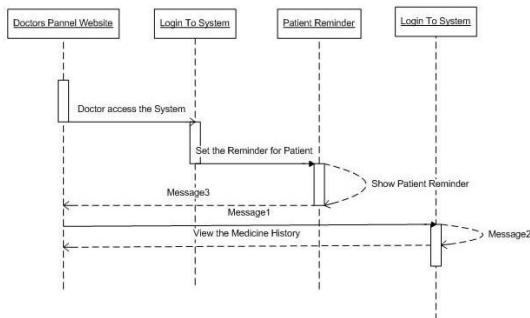 Doctors Pannel Website
Login To System
Patient Reminder
Login To System
Doctor access the System
Set the Reminder for Patient
Show Patient Reminder
Message3
Message1
View the Medicine History
Message2